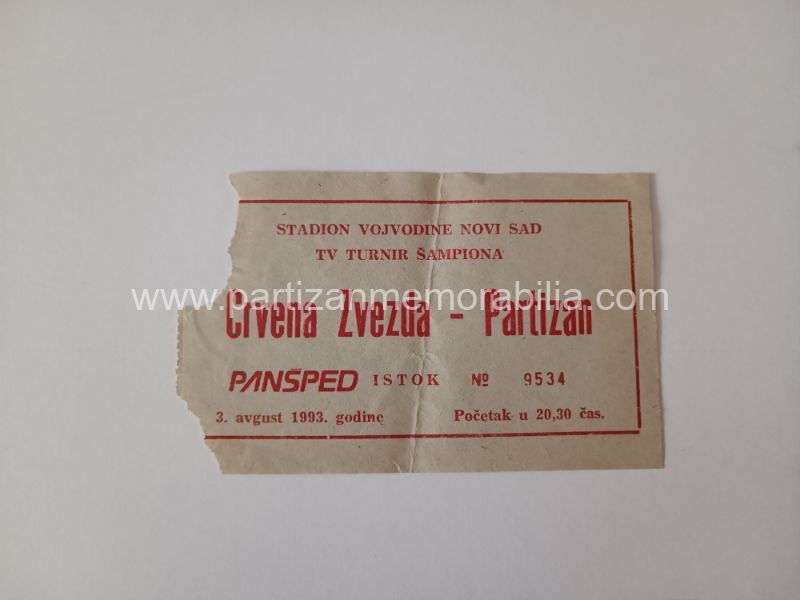 STADION VOJVODINE NOVI SAD
TV TURNIR ŠAMPIONA
www.partizanmemorabilia.com
Crvena Zvezda - Partizan
PANŠPED ISTOK № 9534
3. avgust 1993. godine Početak u 20,30 čas.